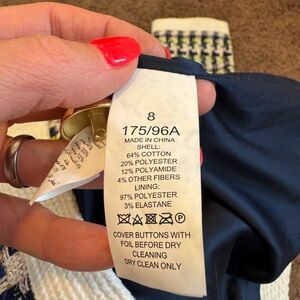 8
175/96A
MADE IN CHINA
SHELL:
64% COTTON
20% POLYESTER
12% POLYAMIDE
4% OTHER FIBERS
LINING:
97% POLYESTER
3% ELASTANE
COVER BUTTONS WITH
FOIL BEFORE DRY
CLEANING
DRY CLEAN ONLY